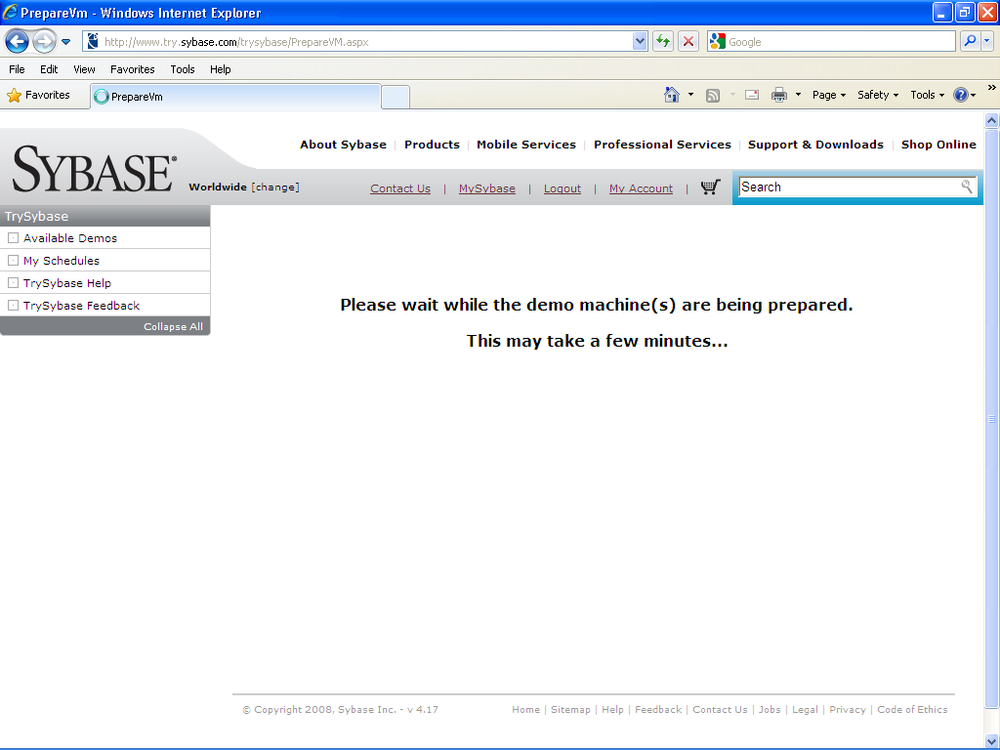 PrepareVm - Windows Internet Explorer
http://www.try.sybase.com/trysybase/PrepareVM.aspx
Google
File Edit View Favorites Tools Help
Favorites PrepareVm Page Safety Tools
About Sybase | Products | Mobile Services | Professional Services | Support & Downloads | Shop Online
SYBASE®
Worldwide [change] Contact Us | MySybase | Logout | My Account | Search
TrySybase
Available Demos
My Schedules
TrySybase Help
TrySybase Feedback
Collapse All
Please wait while the demo machine(s) are being prepared.
This may take a few minutes...
© Copyright 2008, Sybase Inc. - v 4.17 Home | Sitemap | Help | Feedback | Contact Us | Jobs | Legal | Privacy | Code of Ethics